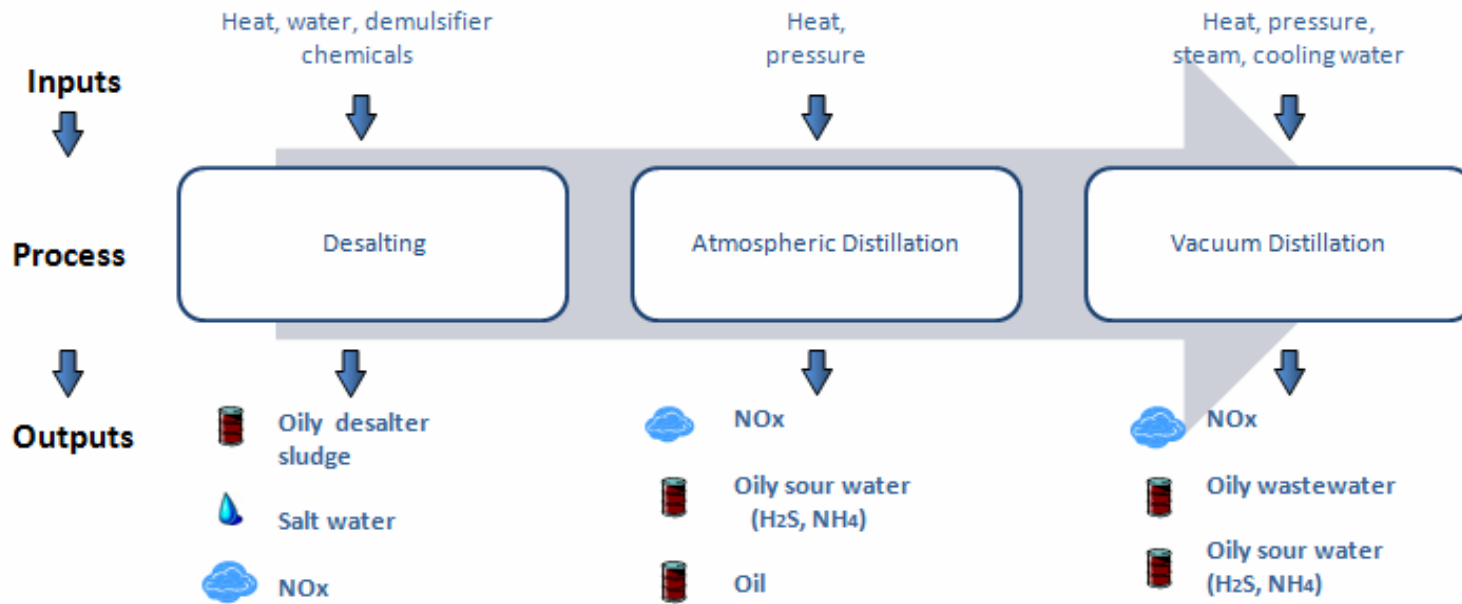 Heat, water, demulsifier
chemicals
Heat,
pressure
Heat, pressure,
steam, cooling water
Inputs
Process
Desalting
Atmospheric Distillation
Vacuum Distillation
Outputs
Oily desalter
sludge
Salt water
NOx
NOx
Oily sour water
(H2S, NH4)
Oil
NOx
Oily wastewater
Oily sour water
(H2S, NH4)